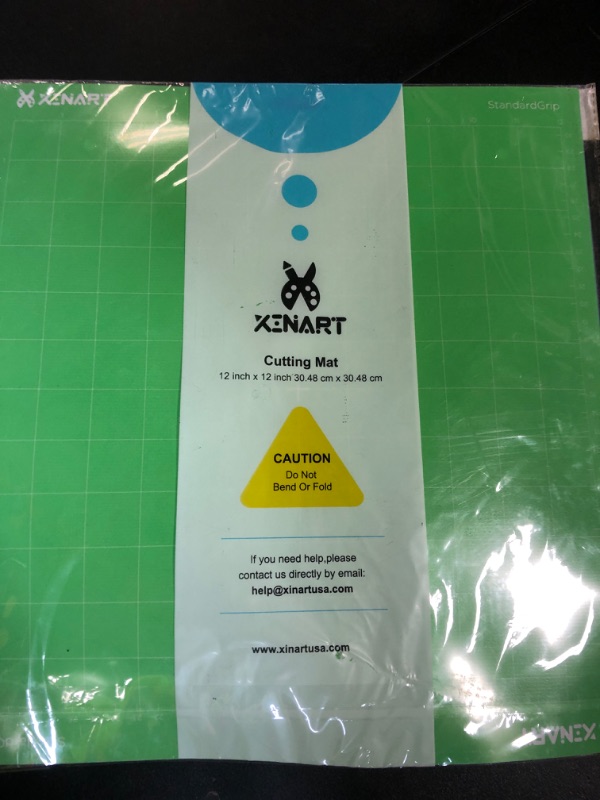 XENART
StandardGrip
XENART
Cutting Mat
12 inch x 12 inch 30.48 cm x 30.48 cm
CAUTION
Do Not
Bend Or Fold
If you need help,please
contact us directly by email:
help@xinartusa.com
www.xinartusa.com
XENART